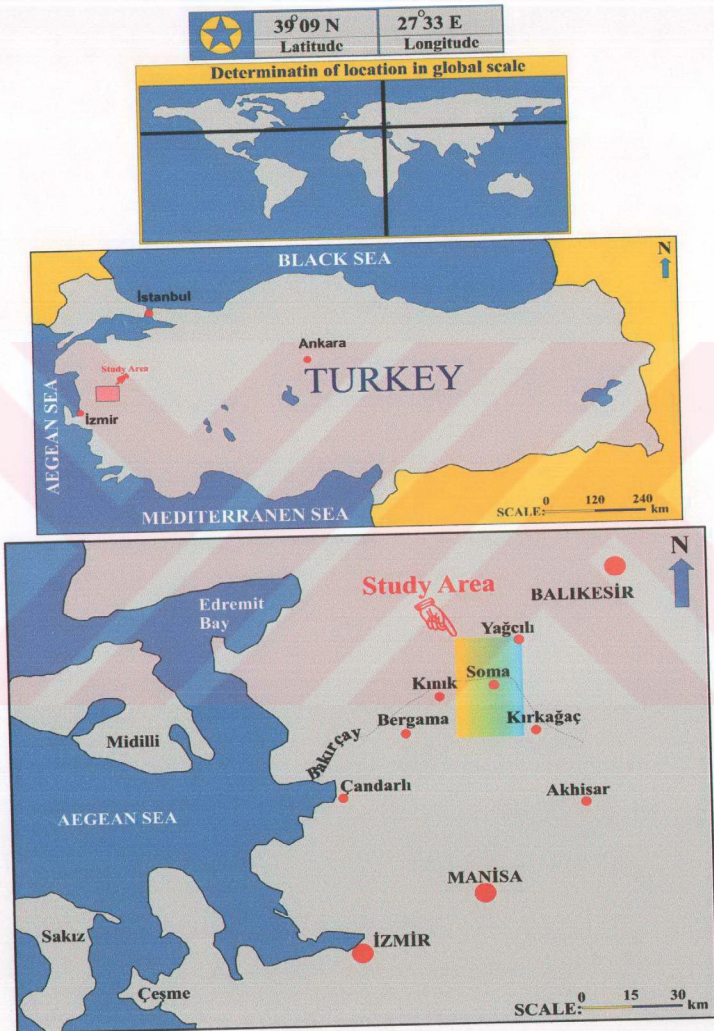 39°09 N 27°33 E
Latitude Longitude
Determinatin of location in global scale
BLACK SEA
N
İstanbul
Ankara
Study Area
TURKEY
AEGEAN SEA
İzmir
MEDITERRANEN SEA
0 120 240
SCALE: km
N
Study Area
BALIKESİR
Edremit
Bay
Yağcılı
Soma
Kınık
Bergama
Kırkağaç
Midilli
Bakırçay
Çandarlı
Akhisar
AEGEAN SEA
MANİSA
Sakız
İZMİR
Çeşme
0 15 30
SCALE: km